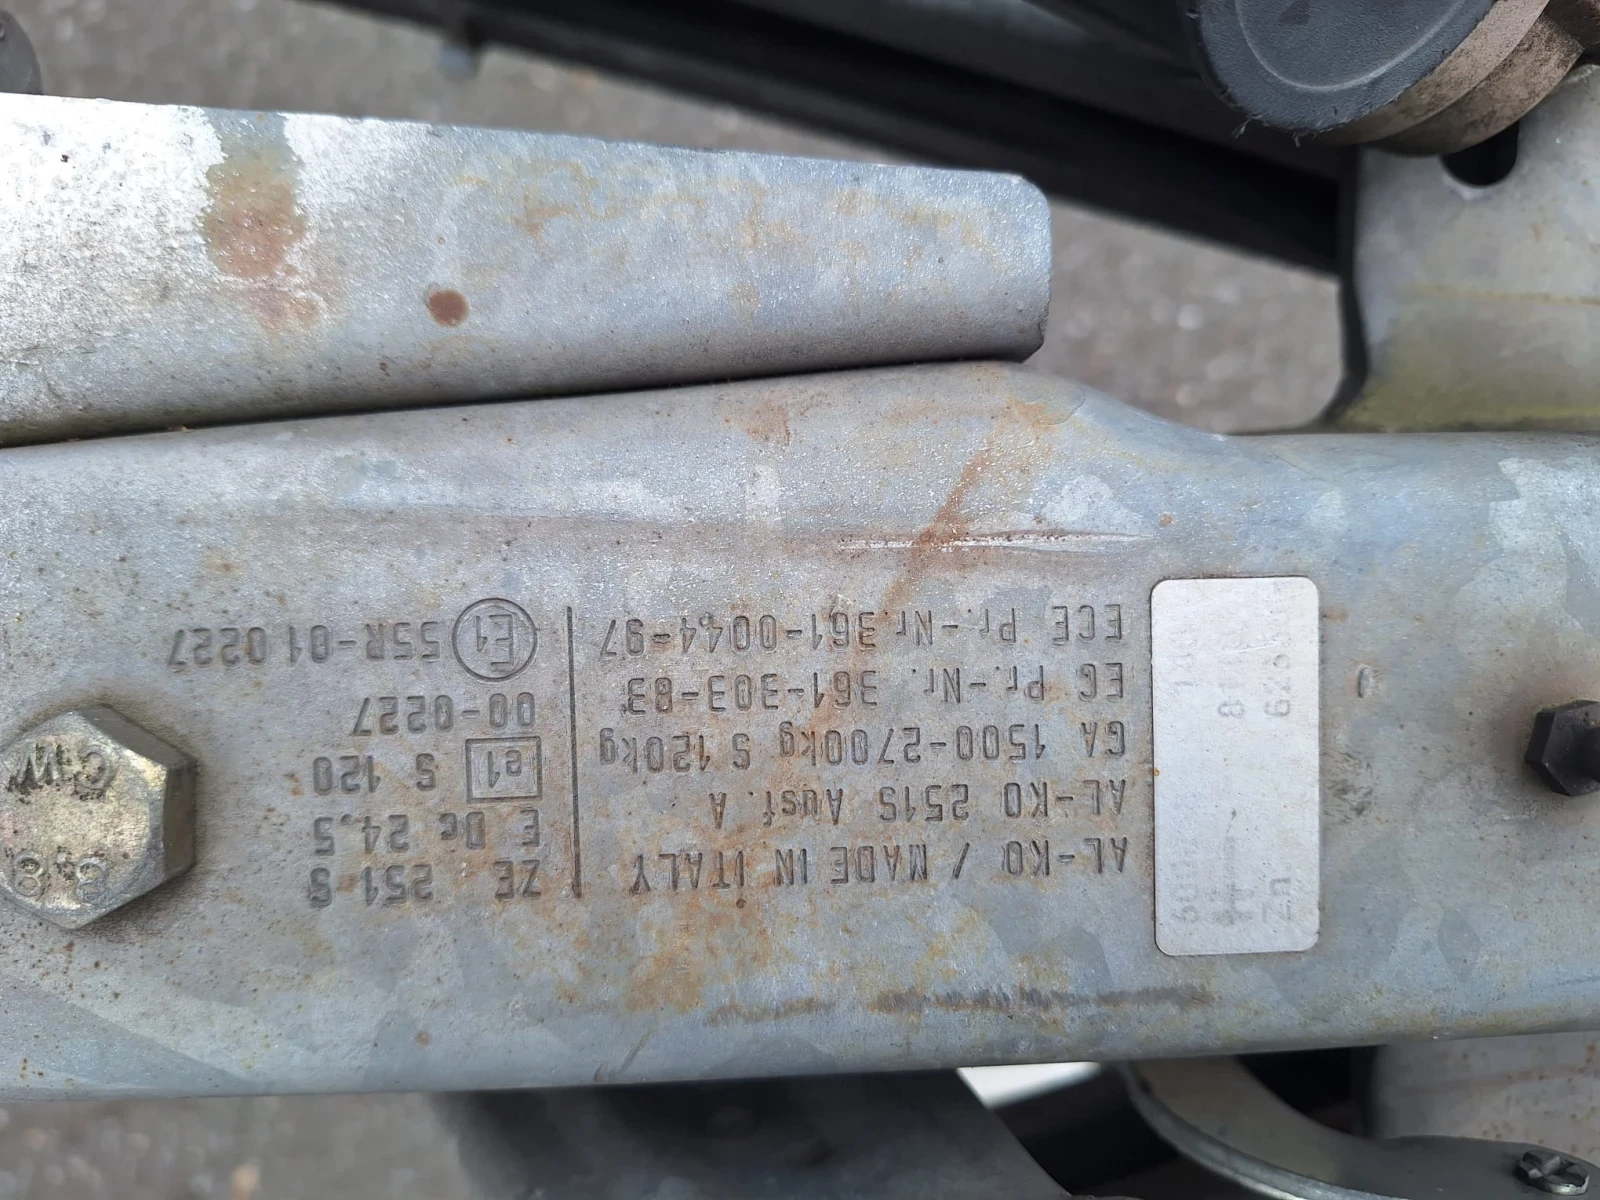 AL-KO / MADE IN ITALY
AL-KO 251S Ausf. A
GA 1500-2700kg S 120kg
EG Pr.-Nr. 361-303-83
ECE Pr.-Nr. 361-0044-97
ZE 251 S
E Dc 24.5
e1 S 120
00-0227
E1 55R-01 0227
8.8